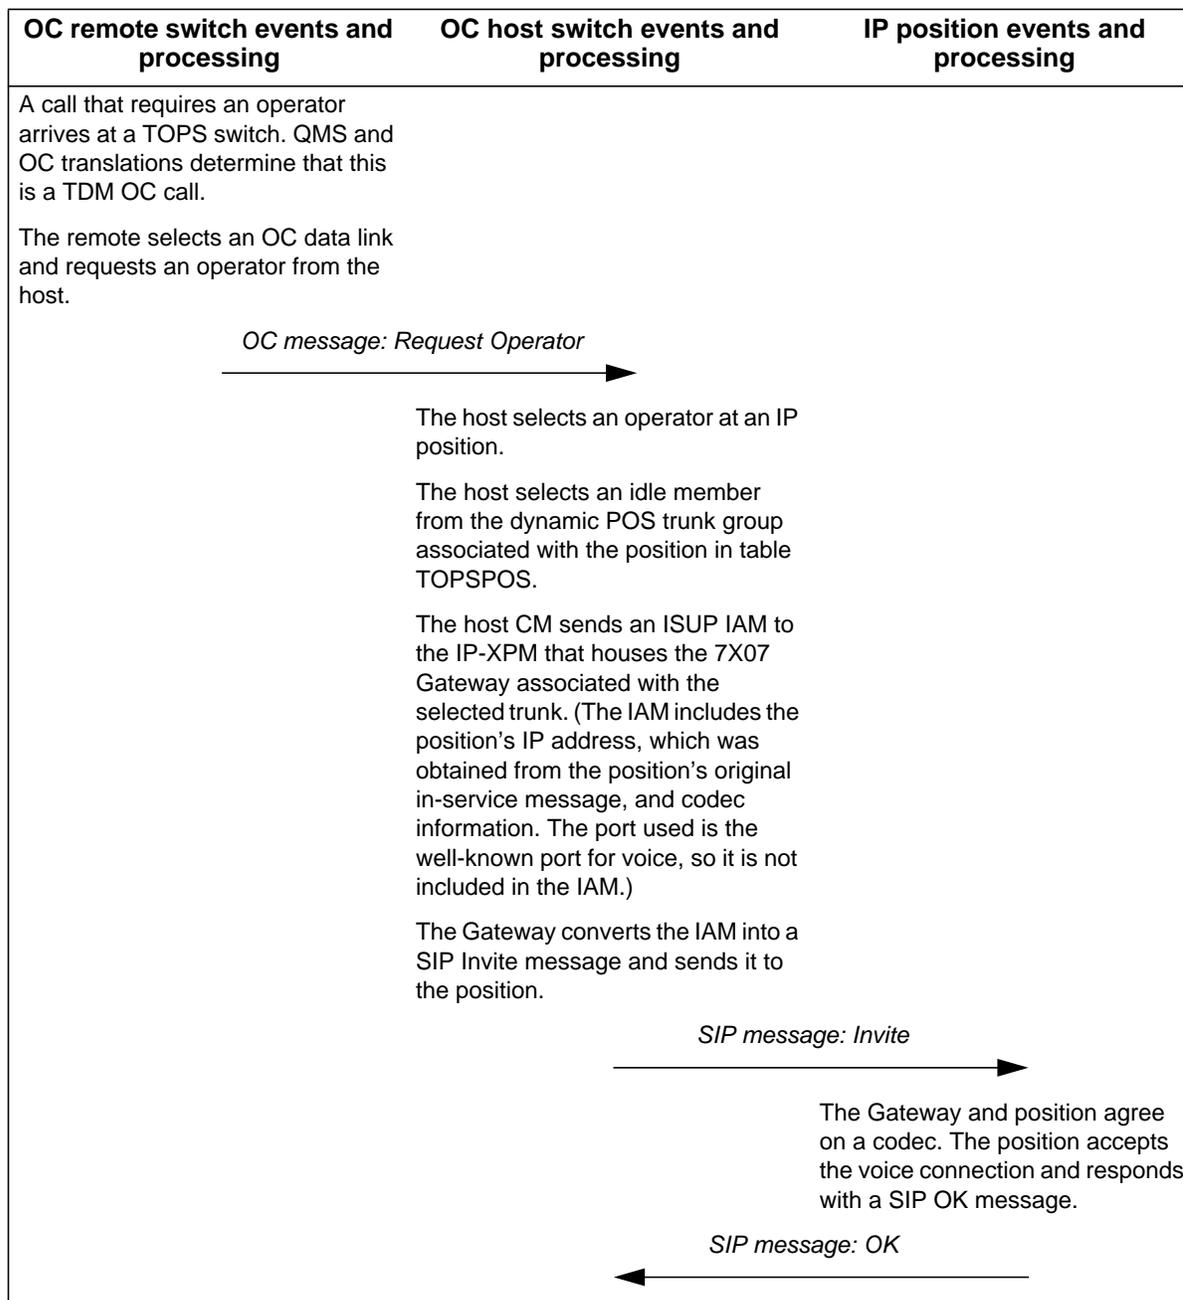 OC remote switch events and
processing
OC host switch events and
processing
IP position events and
processing
A call that requires an operator
arrives at a TOPS switch. QMS and
OC translations determine that this
is a TDM OC call.
The remote selects an OC data link
and requests an operator from the
host.
OC message: Request Operator
The host selects an operator at an IP
position.
The host selects an idle member
from the dynamic POS trunk group
associated with the position in table
TOPSPOS.
The host CM sends an ISUP IAM to
the IP-XPM that houses the 7X07
Gateway associated with the
selected trunk. (The IAM includes the
position's IP address, which was
obtained from the position's original
in-service message, and codec
information. The port used is the
well-known port for voice, so it is not
included in the IAM.)
The Gateway converts the IAM into a
SIP Invite message and sends it to
the position.
SIP message: Invite
The Gateway and position agree
on a codec. The position accepts
the voice connection and responds
with a SIP OK message.
SIP message: OK